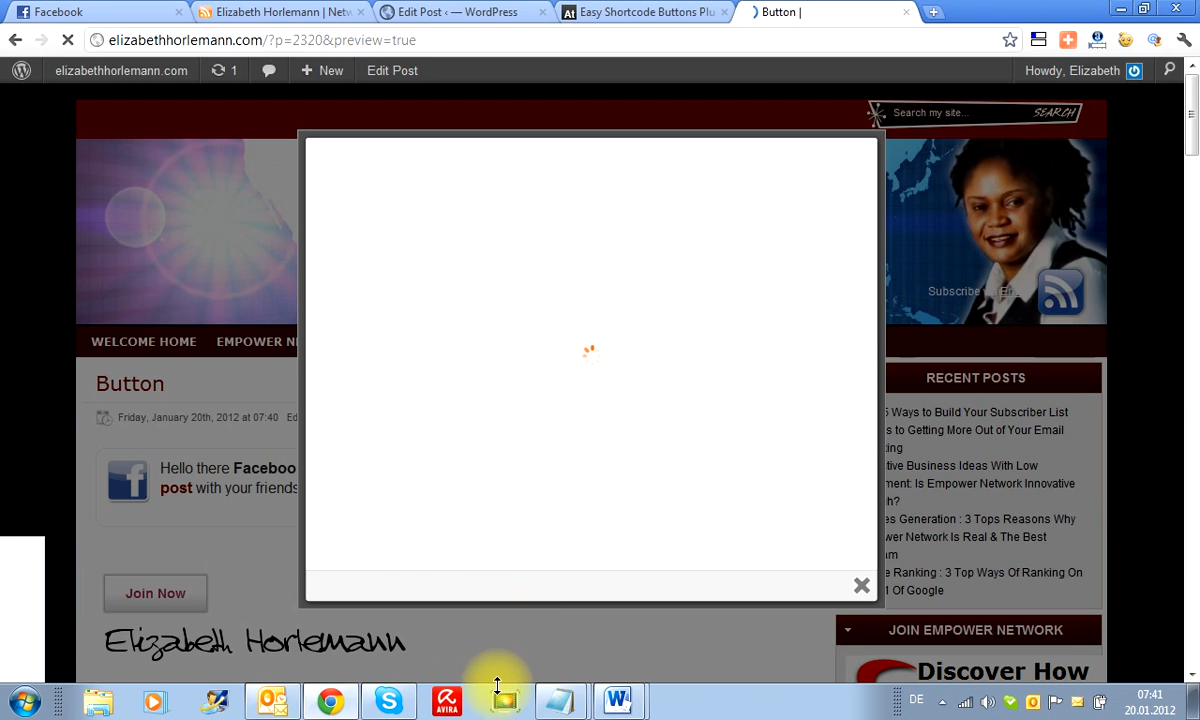 Facebook
Elizabeth Horlemann | Netw
Edit Post ‹ — WordPress
Easy Shortcode Buttons Plu
Button |
elizabethhorlemann.com/?p=2320&preview=true
elizabethhorlemann.com
1
New
Edit Post
Howdy, Elizabeth
Search my site...
SEARCH
Subscribe
WELCOME HOME
EMPOWER N
Button
Friday, January 20th, 2012 at 07:40
Hello there Faceboo
post with your friends
Join Now
Elizabeth Horlemann
RECENT POSTS
5 Ways to Build Your Subscriber List
s to Getting More Out of Your Email
ting
tive Business Ideas With Low
ment: Is Empower Network Innovative
h?
es Generation : 3 Tops Reasons Why
wer Network Is Real & The Best
am
e Ranking : 3 Top Ways Of Ranking On
1 Of Google
JOIN EMPOWER NETWORK
Discover How
AVIRA
DE
07:41
20.01.2012